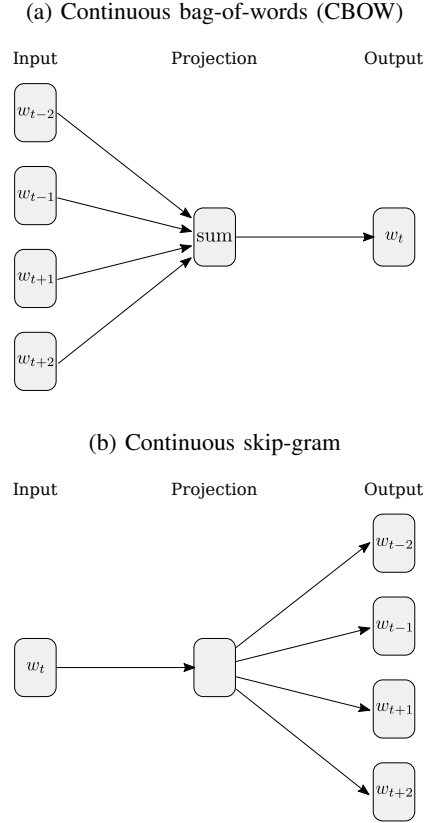 (a) Continuous bag-of-words (CBOW)
Input Projection Output
w_{t−2}
w_{t−1}
sum w_t
w_{t+1}
w_{t+2}
(b) Continuous skip-gram
Input Projection Output
w_{t−2}
w_{t−1}
w_t
w_{t+1}
w_{t+2}